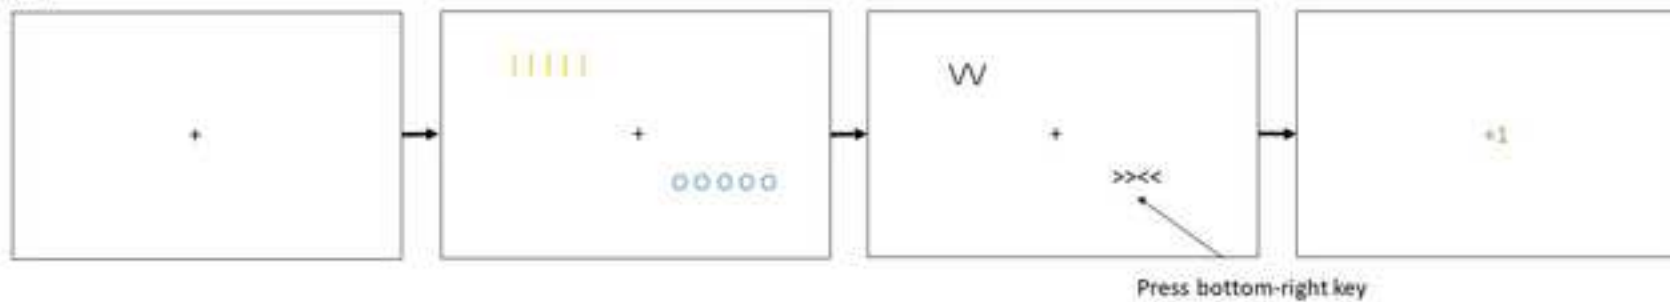 +
| | | | |
+
O O O O O
\/\/
+
>><<
+1
Press bottom-right key